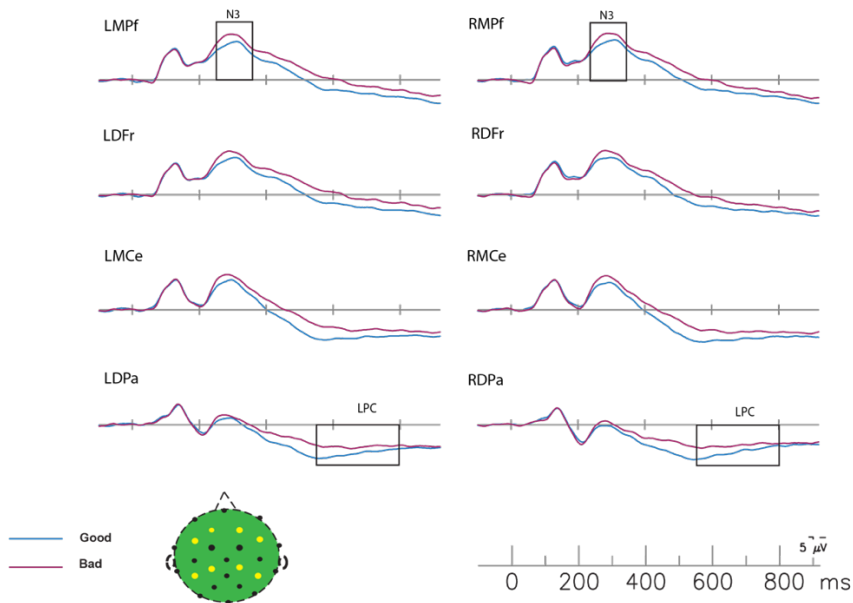 LMPf
N3
RMPf
N3
LDFr
RDFr
LMCe
RMCe
LDPa
LPC
RDPa
LPC
Good
Bad
5 μV
0 200 400 600 800 ms